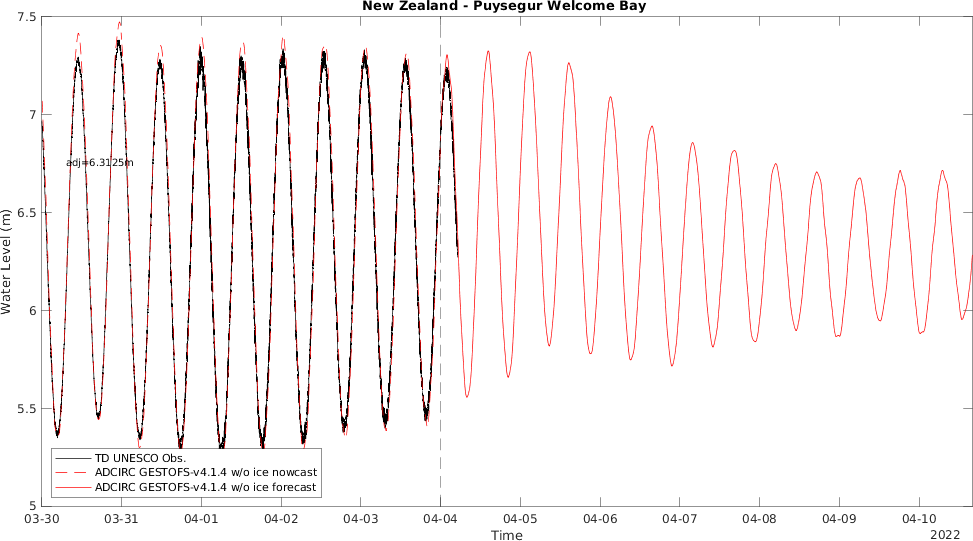 New Zealand - Puysegur Welcome Bay
7.5
7
6.5
6
5.5
5
Water Level (m)
adj=6.3125m
TD UNESCO Obs.
ADCIRC GESTOFS-v4.1.4 w/o ice nowcast
ADCIRC GESTOFS-v4.1.4 w/o ice forecast
03-30 03-31 04-01 04-02 04-03 04-04 04-05 04-06 04-07 04-08 04-09 04-10
Time
2022